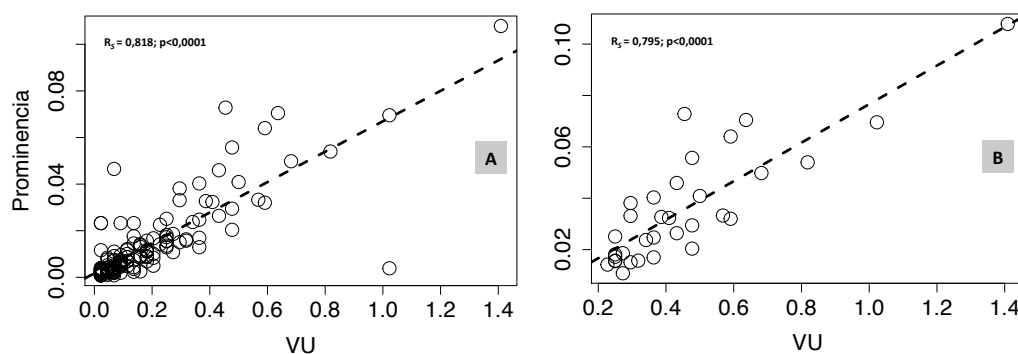 R_S = 0,818; p<0,0001
Prominencia
0.00 0.04 0.08
A
0.0 0.2 0.4 0.6 0.8 1.0 1.2 1.4
VU
R_S = 0,795; p<0,0001
0.02 0.06 0.10
B
0.2 0.4 0.6 0.8 1.0 1.2 1.4
VU